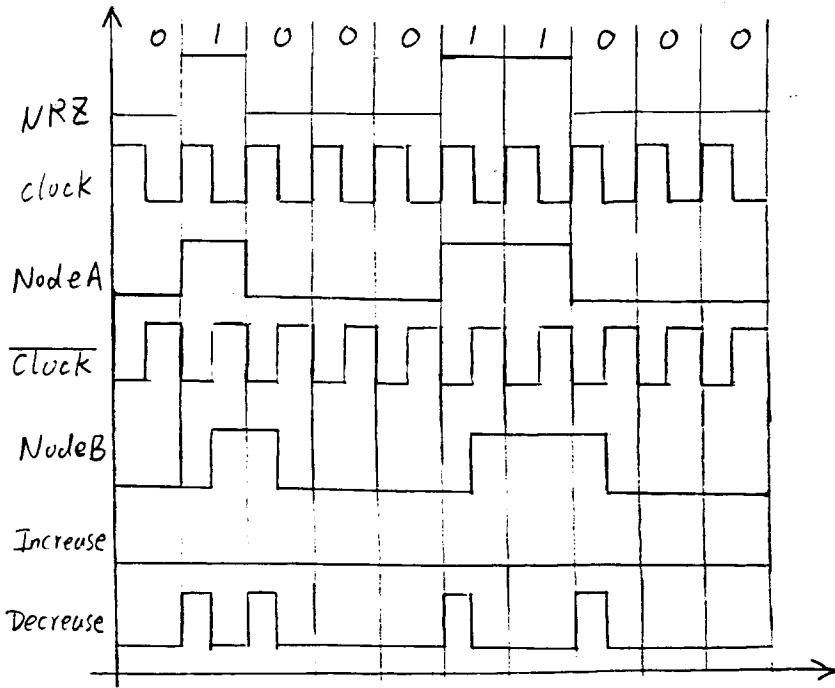 0 1 0 0 0 1 1 0 0 0
NRZ
clock
NodeA
Clock
NodeB
Increase
Decrease